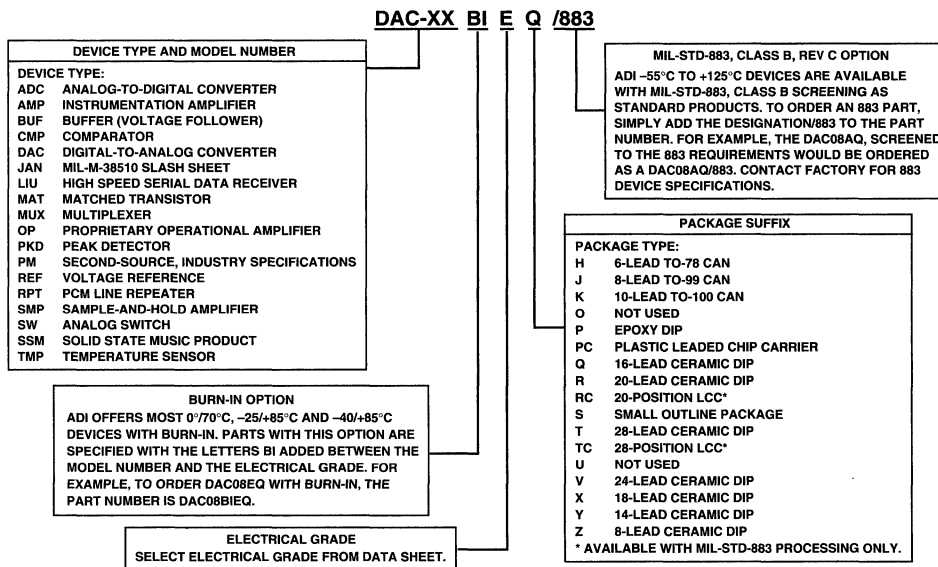 DAC-XX BI E Q /883
DEVICE TYPE AND MODEL NUMBER
DEVICE TYPE:
ADC ANALOG-TO-DIGITAL CONVERTER
AMP INSTRUMENTATION AMPLIFIER
BUF BUFFER (VOLTAGE FOLLOWER)
CMP COMPARATOR
DAC DIGITAL-TO-ANALOG CONVERTER
JAN MIL-M-38510 SLASH SHEET
LIU HIGH SPEED SERIAL DATA RECEIVER
MAT MATCHED TRANSISTOR
MUX MULTIPLEXER
OP PROPRIETARY OPERATIONAL AMPLIFIER
PKD PEAK DETECTOR
PM SECOND-SOURCE, INDUSTRY SPECIFICATIONS
REF VOLTAGE REFERENCE
RPT PCM LINE REPEATER
SMP SAMPLE-AND-HOLD AMPLIFIER
SW ANALOG SWITCH
SSM SOLID STATE MUSIC PRODUCT
TMP TEMPERATURE SENSOR
MIL-STD-883, CLASS B, REV C OPTION
ADI –55°C TO +125°C DEVICES ARE AVAILABLE
WITH MIL-STD-883, CLASS B SCREENING AS
STANDARD PRODUCTS. TO ORDER AN 883 PART,
SIMPLY ADD THE DESIGNATION/883 TO THE PART
NUMBER. FOR EXAMPLE, THE DAC08AQ, SCREENED
TO THE 883 REQUIREMENTS WOULD BE ORDERED
AS A DAC08AQ/883. CONTACT FACTORY FOR 883
DEVICE SPECIFICATIONS.
PACKAGE SUFFIX
PACKAGE TYPE:
H 6-LEAD TO-78 CAN
J 8-LEAD TO-99 CAN
K 10-LEAD TO-100 CAN
O NOT USED
P EPOXY DIP
PC PLASTIC LEADED CHIP CARRIER
Q 16-LEAD CERAMIC DIP
R 20-LEAD CERAMIC DIP
RC 20-POSITION LCC*
S SMALL OUTLINE PACKAGE
T 28-LEAD CERAMIC DIP
TC 28-POSITION LCC*
U NOT USED
V 24-LEAD CERAMIC DIP
X 18-LEAD CERAMIC DIP
Y 14-LEAD CERAMIC DIP
Z 8-LEAD CERAMIC DIP
* AVAILABLE WITH MIL-STD-883 PROCESSING ONLY.
BURN-IN OPTION
ADI OFFERS MOST 0°/70°C, –25/+85°C AND –40/+85°C
DEVICES WITH BURN-IN. PARTS WITH THIS OPTION ARE
SPECIFIED WITH THE LETTERS BI ADDED BETWEEN THE
MODEL NUMBER AND THE ELECTRICAL GRADE. FOR
EXAMPLE, TO ORDER DAC08EQ WITH BURN-IN, THE
PART NUMBER IS DAC08BIEQ.
ELECTRICAL GRADE
SELECT ELECTRICAL GRADE FROM DATA SHEET.